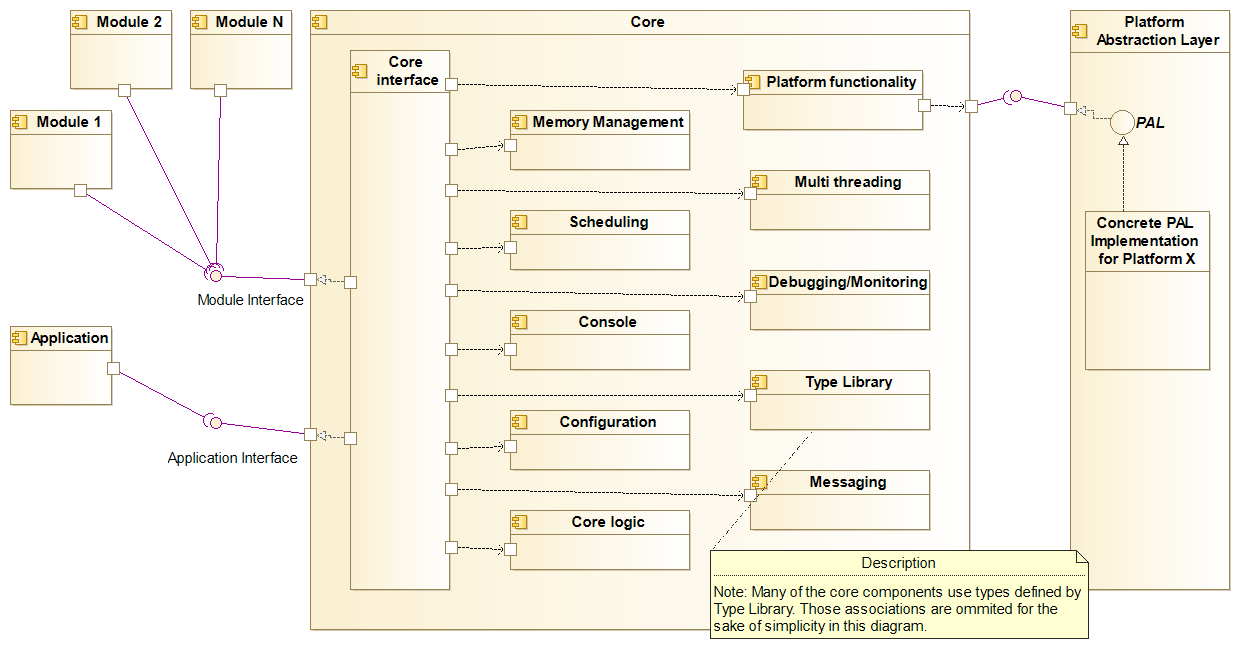 Module 2
Module N
Core
Platform
Abstraction Layer
Core
interface
Platform functionality
Module 1
Memory Management
PAL
Multi threading
Scheduling
Concrete PAL
Implementation
for Platform X
Debugging/Monitoring
Module Interface
Console
Application
Type Library
Configuration
Application Interface
Messaging
Core logic
Description
Note: Many of the core components use types defined by
Type Library. Those associations are ommited for the
sake of simplicity in this diagram.